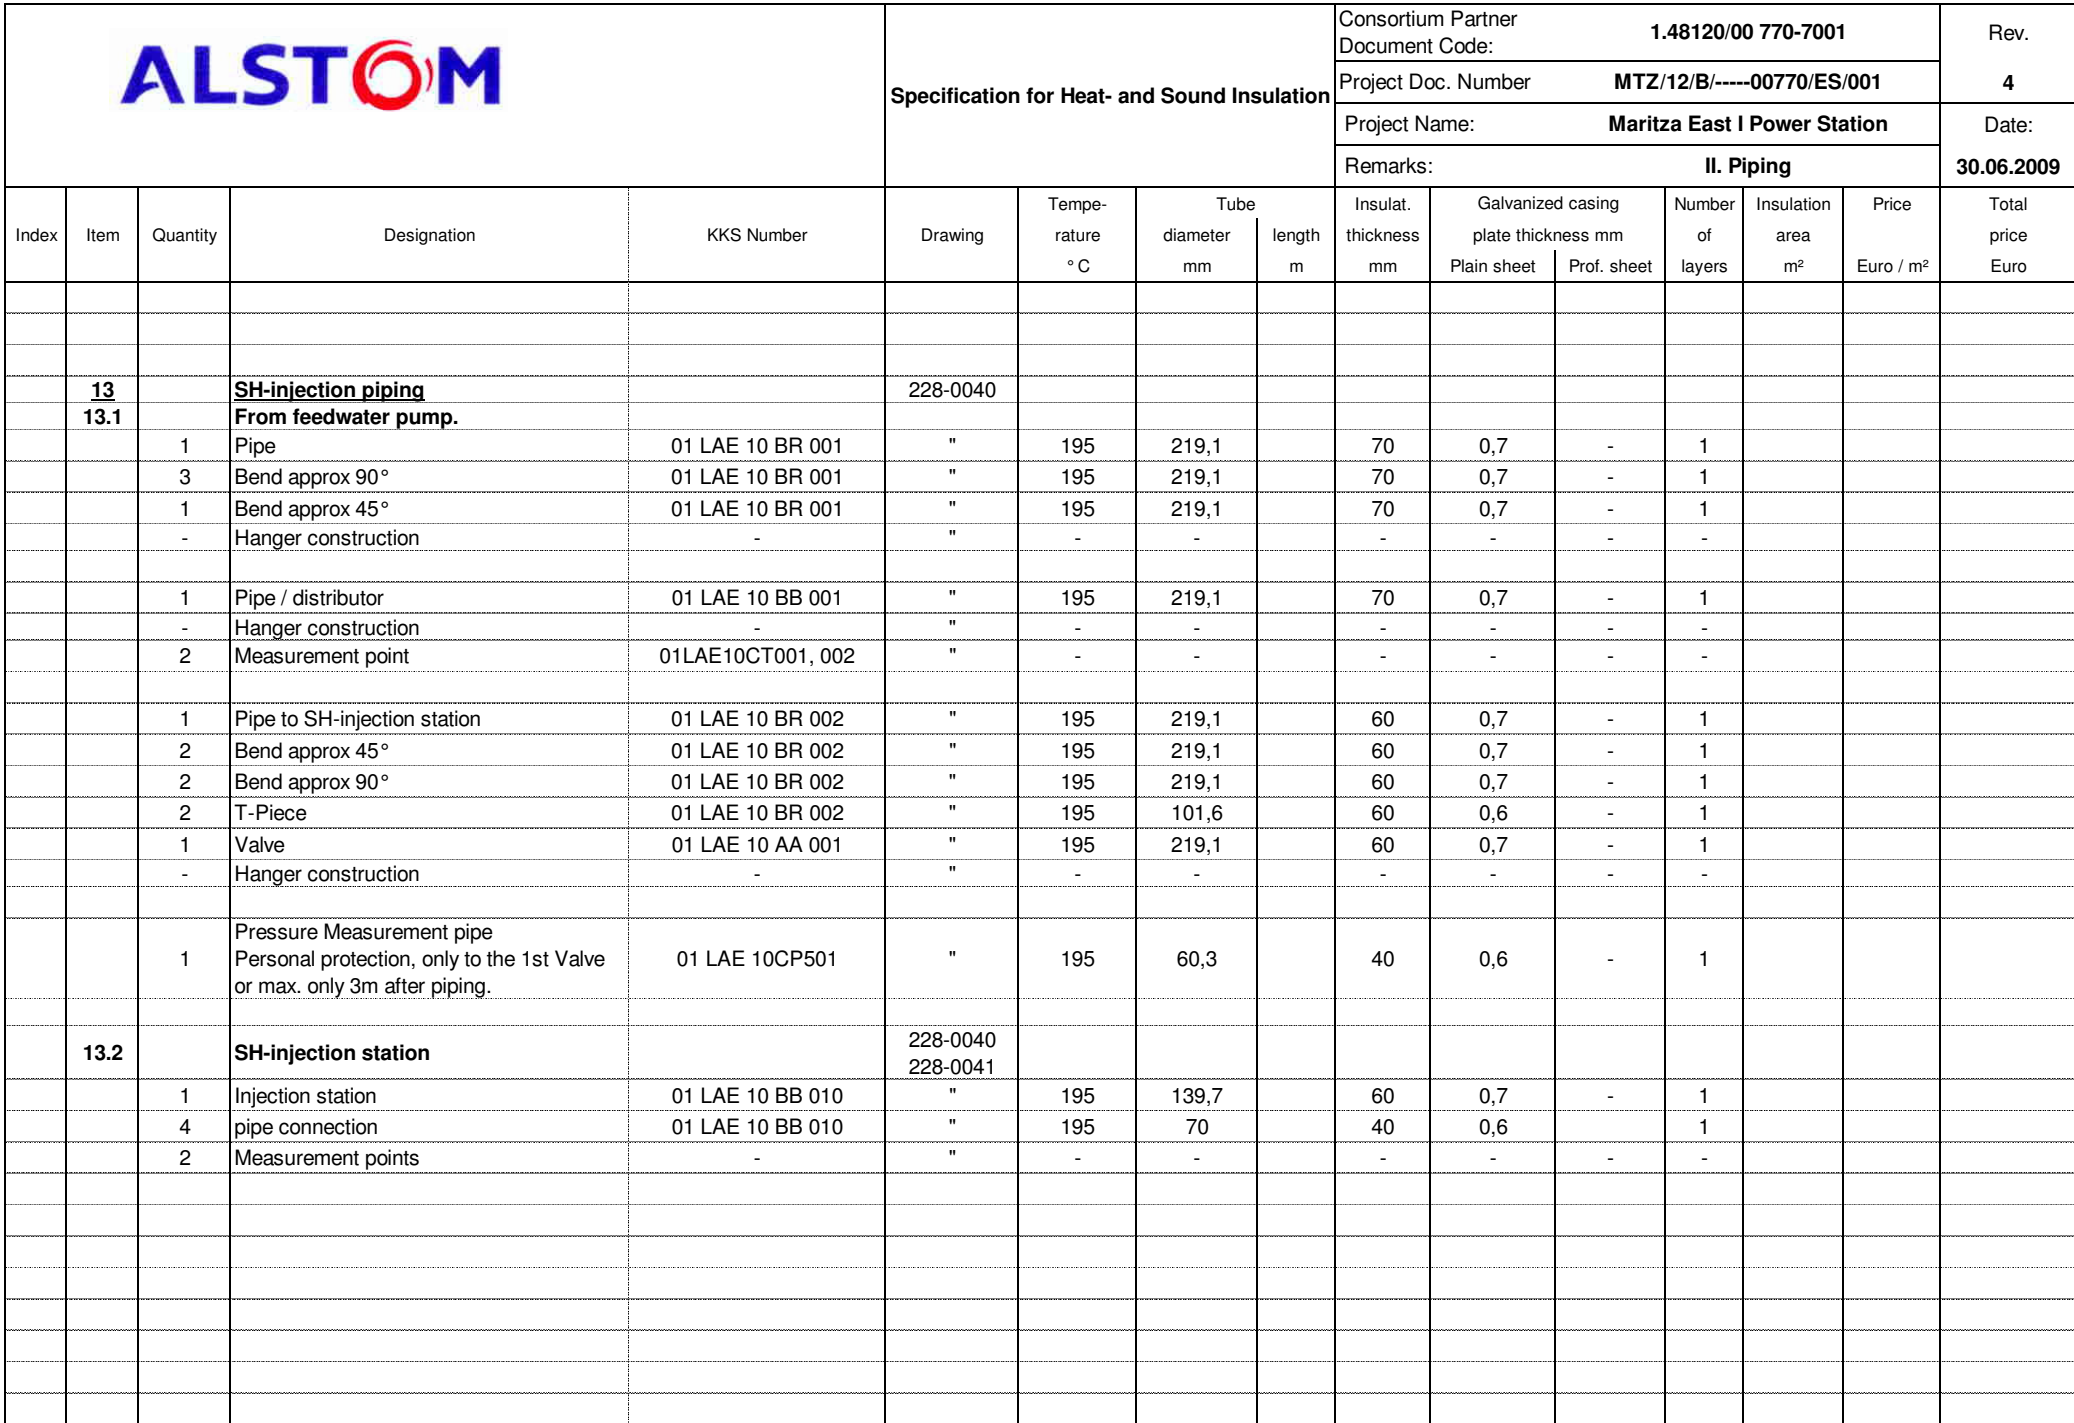 ALSTOM
Specification for Heat- and Sound Insulation
Consortium Partner
Document Code: 1.48120/00 770-7001
Rev.
Project Doc. Number MTZ/12/B/-----00770/ES/001
4
Project Name: Maritza East I Power Station
Date:
Remarks: II. Piping
30.06.2009
Tempe- Tube Insulat. Galvanized casing Number Insulation Price Total
Index Item Quantity Designation KKS Number Drawing rature diameter length thickness plate thickness mm of area price
°C mm m mm Plain sheet Prof. sheet layers m² Euro / m² Euro
13 SH-injection piping 228-0040
13.1 From feedwater pump.
1 Pipe 01 LAE 10 BR 001 " 195 219,1 70 0,7 - 1
3 Bend approx 90° 01 LAE 10 BR 001 " 195 219,1 70 0,7 - 1
1 Bend approx 45° 01 LAE 10 BR 001 " 195 219,1 70 0,7 - 1
- Hanger construction - " - - - - - -
1 Pipe / distributor 01 LAE 10 BB 001 " 195 219,1 70 0,7 - 1
- Hanger construction - " - - - - - -
2 Measurement point 01LAE10CT001, 002 " - - - - - -
1 Pipe to SH-injection station 01 LAE 10 BR 002 " 195 219,1 60 0,7 - 1
2 Bend approx 45° 01 LAE 10 BR 002 " 195 219,1 60 0,7 - 1
2 Bend approx 90° 01 LAE 10 BR 002 " 195 219,1 60 0,7 - 1
2 T-Piece 01 LAE 10 BR 002 " 195 101,6 60 0,6 - 1
1 Valve 01 LAE 10 AA 001 " 195 219,1 60 0,7 - 1
- Hanger construction - " - - - - - -
Pressure Measurement pipe
1 Personal protection, only to the 1st Valve 01 LAE 10CP501 " 195 60,3 40 0,6 - 1
or max. only 3m after piping.
13.2 SH-injection station 228-0040
228-0041
1 Injection station 01 LAE 10 BB 010 " 195 139,7 60 0,7 - 1
4 pipe connection 01 LAE 10 BB 010 " 195 70 40 0,6 1
2 Measurement points - " - - - - - -